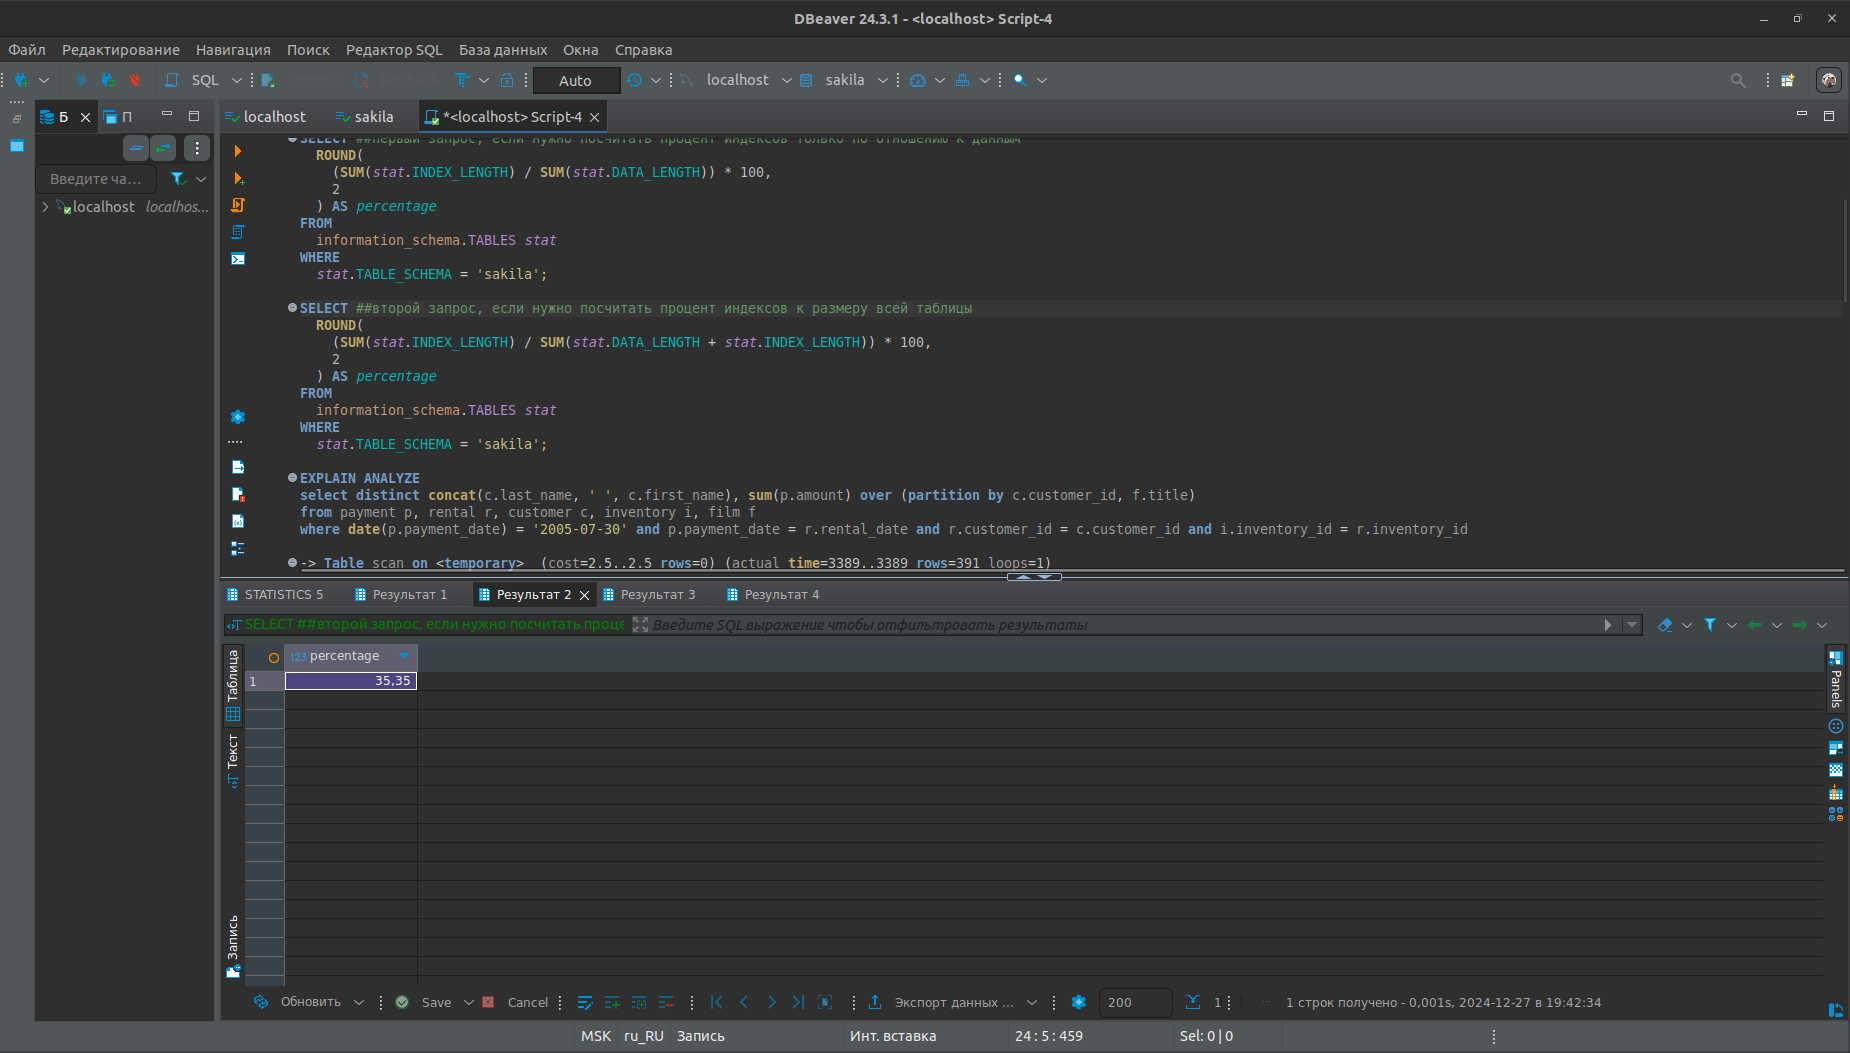 DBeaver 24.3.1 - <localhost> Script-4
Файл Редактирование Навигация Поиск Редактор SQL База данных Окна Справка
SQL Commit Rollback Auto localhost sakila
Б П localhost sakila *<localhost> Script-4
Введите ча...
localhost localhos...
SELECT ##первый запрос, если нужно посчитать процент индексов только по отношению к данным
ROUND(
(SUM(stat.INDEX_LENGTH) / SUM(stat.DATA_LENGTH)) * 100,
2
) AS percentage
FROM
information_schema.TABLES stat
WHERE
stat.TABLE_SCHEMA = 'sakila';
SELECT ##второй запрос, если нужно посчитать процент индексов к размеру всей таблицы
ROUND(
(SUM(stat.INDEX_LENGTH) / SUM(stat.DATA_LENGTH + stat.INDEX_LENGTH)) * 100,
2
) AS percentage
FROM
information_schema.TABLES stat
WHERE
stat.TABLE_SCHEMA = 'sakila';
EXPLAIN ANALYZE
select distinct concat(c.last_name, ' ', c.first_name), sum(p.amount) over (partition by c.customer_id, f.title)
from payment p, rental r, customer c, inventory i, film f
where date(p.payment_date) = '2005-07-30' and p.payment_date = r.rental_date and r.customer_id = c.customer_id and i.inventory_id = r.inventory_id
-> Table scan on <temporary> (cost=2.5..2.5 rows=0) (actual time=3389..3389 rows=391 loops=1)
STATISTICS 5 Результат 1 Результат 2 Результат 3 Результат 4
SELECT ##второй запрос, если нужно посчитать проце Введите SQL выражение чтобы отфильтровать результаты
Таблица
Текст
Запись
123 percentage
1 35,35
Panels
Обновить Save Cancel Экспорт данных ... 200 1 1 строк получено - 0,001s, 2024-12-27 в 19:42:34
MSK ru_RU Запись Инт. вставка 24 : 5 : 459 Sel: 0 | 0